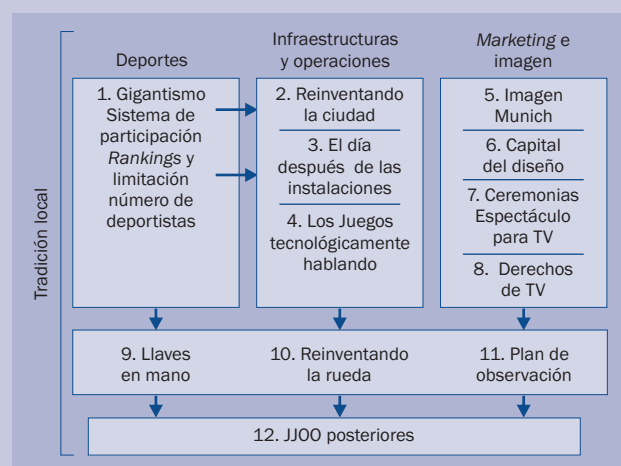 Tradición local
Deportes
1. Gigantismo
Sistema de
participación
Rankings y
limitación
número de
deportistas
Infraestructuras
y operaciones
2. Reinventando
la ciudad
3. El día
después de las
instalaciones
4. Los Juegos
tecnológicamente
hablando
Marketing e
imagen
5. Imagen
Munich
6. Capital
del diseño
7. Ceremonias
Espectáculo
para TV
8. Derechos
de TV
9. Llaves
en mano
10. Reinventando
la rueda
11. Plan de
observación
12. JJOO posteriores